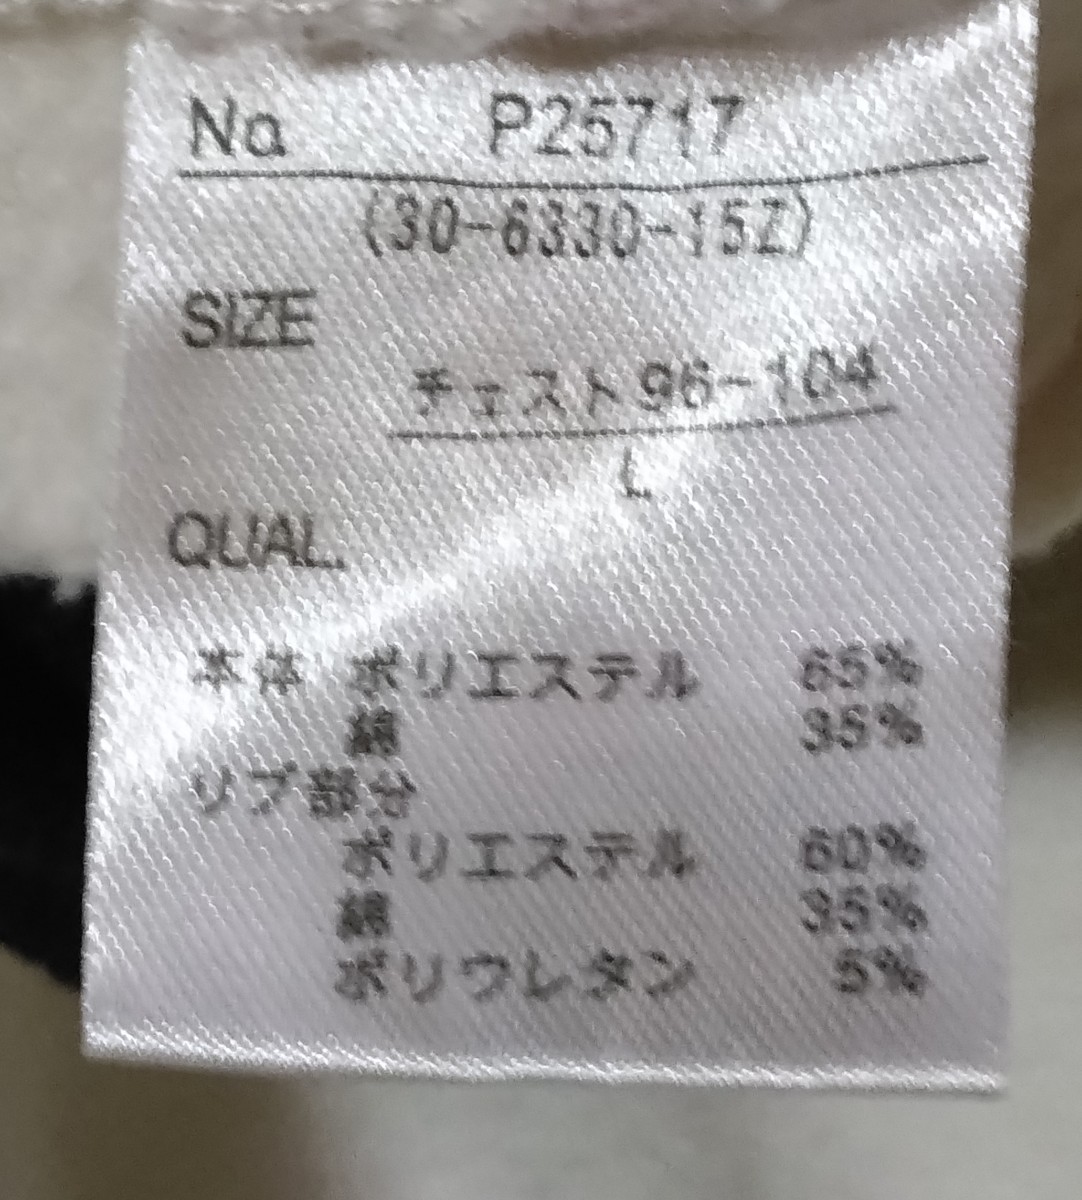 No. P25717
(30-6330-15Z)
SIZE
チェスト96-104
L
QUAL.
本体 ポリエステル 65%
綿 35%
リブ部分
ポリエステル 60%
綿 35%
ポリウレタン 5%